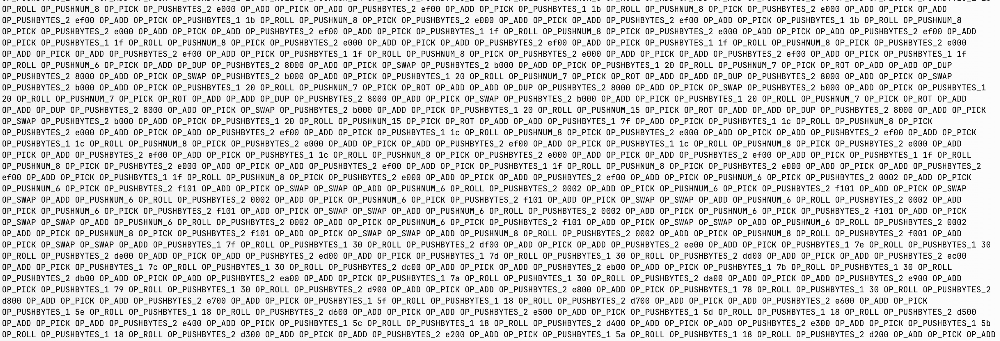 OP_ROLL OP_PUSHNUM_8 OP_PICK OP_PUSHBYTES_2 e000 OP_ADD OP_PICK OP_ADD OP_PUSHBYTES_2 ef00 OP_ADD OP_PICK OP_PUSHBYTES_1 1b OP_ROLL OP_PUSHNUM_8 OP_PICK OP_PUSHBYTES_2 e000 OP_ADD OP_PICK OP_ADD
OP_PUSHBYTES_2 ef00 OP_ADD OP_PICK OP_PUSHBYTES_1 1b OP_ROLL OP_PUSHNUM_8 OP_PICK OP_PUSHBYTES_2 e000 OP_ADD OP_PICK OP_ADD OP_PUSHBYTES_2 ef00 OP_ADD OP_PICK OP_PUSHBYTES_1 1b OP_ROLL OP_PUSHNUM_8
OP_PICK OP_PUSHBYTES_2 e000 OP_ADD OP_PICK OP_ADD OP_PUSHBYTES_2 ef00 OP_ADD OP_PICK OP_PUSHBYTES_1 1f OP_ROLL OP_PUSHNUM_8 OP_PICK OP_PUSHBYTES_2 e000 OP_ADD OP_PICK OP_ADD OP_PUSHBYTES_2 ef00 OP_ADD
OP_PICK OP_PUSHBYTES_1 1f OP_ROLL OP_PUSHNUM_8 OP_PICK OP_PUSHBYTES_2 e000 OP_ADD OP_PICK OP_ADD OP_PUSHBYTES_2 ef00 OP_ADD OP_PICK OP_PUSHBYTES_1 1f OP_ROLL OP_PUSHNUM_8 OP_PICK OP_PUSHBYTES_2 e000
OP_ADD OP_PICK OP_ADD OP_PUSHBYTES_2 ef00 OP_ADD OP_PICK OP_PUSHBYTES_1 1f OP_ROLL OP_PUSHNUM_8 OP_PICK OP_PUSHBYTES_2 e000 OP_ADD OP_PICK OP_ADD OP_PUSHBYTES_2 ef00 OP_ADD OP_PICK OP_PUSHBYTES_1 1f
OP_ROLL OP_PUSHNUM_6 OP_PICK OP_ADD OP_DUP OP_PUSHBYTES_2 8000 OP_ADD OP_PICK OP_SWAP OP_PUSHBYTES_2 b000 OP_ADD OP_PICK OP_PUSHBYTES_1 20 OP_ROLL OP_PUSHNUM_7 OP_PICK OP_ROT OP_ADD OP_ADD OP_DUP
OP_PUSHBYTES_2 8000 OP_ADD OP_PICK OP_SWAP OP_PUSHBYTES_2 b000 OP_ADD OP_PICK OP_PUSHBYTES_1 20 OP_ROLL OP_PUSHNUM_7 OP_PICK OP_ROT OP_ADD OP_ADD OP_DUP OP_PUSHBYTES_2 8000 OP_ADD OP_PICK OP_SWAP
OP_PUSHBYTES_2 b000 OP_ADD OP_PICK OP_PUSHBYTES_1 20 OP_ROLL OP_PUSHNUM_7 OP_PICK OP_ROT OP_ADD OP_ADD OP_DUP OP_PUSHBYTES_2 8000 OP_ADD OP_PICK OP_SWAP OP_PUSHBYTES_2 b000 OP_ADD OP_PICK OP_PUSHBYTES_1
20 OP_ROLL OP_PUSHNUM_7 OP_PICK OP_ROT OP_ADD OP_ADD OP_DUP OP_PUSHBYTES_2 8000 OP_ADD OP_PICK OP_SWAP OP_PUSHBYTES_2 b000 OP_ADD OP_PICK OP_PUSHBYTES_1 20 OP_ROLL OP_PUSHNUM_7 OP_PICK OP_ROT OP_ADD
OP_ADD OP_DUP OP_PUSHBYTES_2 8000 OP_ADD OP_PICK OP_SWAP OP_PUSHBYTES_2 b000 OP_ADD OP_PICK OP_PUSHBYTES_1 20 OP_ROLL OP_PUSHNUM_15 OP_PICK OP_ROT OP_ADD OP_ADD OP_DUP OP_PUSHBYTES_2 8000 OP_ADD OP_PICK
OP_SWAP OP_PUSHBYTES_2 b000 OP_ADD OP_PICK OP_PUSHBYTES_1 20 OP_ROLL OP_PUSHNUM_15 OP_PICK OP_ROT OP_ADD OP_ADD OP_PUSHBYTES_1 7f OP_ADD OP_PICK OP_PUSHBYTES_1 1c OP_ROLL OP_PUSHNUM_8 OP_PICK
OP_PUSHBYTES_2 e000 OP_ADD OP_PICK OP_ADD OP_PUSHBYTES_2 ef00 OP_ADD OP_PICK OP_PUSHBYTES_1 1c OP_ROLL OP_PUSHNUM_8 OP_PICK OP_PUSHBYTES_2 e000 OP_ADD OP_PICK OP_ADD OP_PUSHBYTES_2 ef00 OP_ADD OP_PICK
OP_PUSHBYTES_1 1c OP_ROLL OP_PUSHNUM_8 OP_PICK OP_PUSHBYTES_2 e000 OP_ADD OP_PICK OP_ADD OP_PUSHBYTES_2 ef00 OP_ADD OP_PICK OP_PUSHBYTES_1 1c OP_ROLL OP_PUSHNUM_8 OP_PICK OP_PUSHBYTES_2 e000 OP_ADD
OP_PICK OP_ADD OP_PUSHBYTES_2 ef00 OP_ADD OP_PICK OP_PUSHBYTES_1 1c OP_ROLL OP_PUSHNUM_8 OP_PICK OP_PUSHBYTES_2 e000 OP_ADD OP_PICK OP_ADD OP_PUSHBYTES_2 ef00 OP_ADD OP_PICK OP_PUSHBYTES_1 1f OP_ROLL
OP_PUSHNUM_8 OP_PICK OP_PUSHBYTES_2 e000 OP_ADD OP_PICK OP_ADD OP_PUSHBYTES_2 ef00 OP_ADD OP_PICK OP_PUSHBYTES_1 1f OP_ROLL OP_PUSHNUM_8 OP_PICK OP_PUSHBYTES_2 e000 OP_ADD OP_PICK OP_ADD OP_PUSHBYTES_2
ef00 OP_ADD OP_PICK OP_PUSHBYTES_1 1f OP_ROLL OP_PUSHNUM_8 OP_PICK OP_PUSHBYTES_2 e000 OP_ADD OP_PICK OP_ADD OP_PUSHBYTES_2 ef00 OP_ADD OP_PICK OP_PUSHNUM_6 OP_PICK OP_PUSHBYTES_2 0002 OP_ADD OP_PICK
OP_PUSHNUM_6 OP_PICK OP_PUSHBYTES_2 f101 OP_ADD OP_PICK OP_SWAP OP_SWAP OP_ADD OP_PUSHNUM_6 OP_ROLL OP_PUSHBYTES_2 0002 OP_ADD OP_PICK OP_PUSHNUM_6 OP_PICK OP_PUSHBYTES_2 f101 OP_ADD OP_PICK OP_SWAP
OP_SWAP OP_ADD OP_PUSHNUM_6 OP_ROLL OP_PUSHBYTES_2 0002 OP_ADD OP_PICK OP_PUSHNUM_6 OP_PICK OP_PUSHBYTES_2 f101 OP_ADD OP_PICK OP_SWAP OP_SWAP OP_ADD OP_PUSHNUM_6 OP_ROLL OP_PUSHBYTES_2 0002 OP_ADD
OP_PICK OP_PUSHNUM_6 OP_PICK OP_PUSHBYTES_2 f101 OP_ADD OP_PICK OP_SWAP OP_SWAP OP_ADD OP_PUSHNUM_6 OP_ROLL OP_PUSHBYTES_2 0002 OP_ADD OP_PICK OP_PUSHNUM_6 OP_PICK OP_PUSHBYTES_2 f101 OP_ADD OP_PICK
OP_SWAP OP_SWAP OP_ADD OP_PUSHNUM_6 OP_ROLL OP_PUSHBYTES_2 0002 OP_ADD OP_PICK OP_PUSHNUM_6 OP_PICK OP_PUSHBYTES_2 f101 OP_ADD OP_PICK OP_SWAP OP_SWAP OP_ADD OP_PUSHNUM_6 OP_ROLL OP_PUSHBYTES_2 0002
OP_ADD OP_PICK OP_PUSHNUM_8 OP_PICK OP_PUSHBYTES_2 f101 OP_ADD OP_PICK OP_SWAP OP_SWAP OP_ADD OP_PUSHNUM_8 OP_ROLL OP_PUSHBYTES_2 0002 OP_ADD OP_PICK OP_PUSHNUM_8 OP_ROLL OP_PUSHBYTES_2 f001 OP_ADD
OP_PICK OP_SWAP OP_SWAP OP_ADD OP_PUSHBYTES_1 7f OP_ROLL OP_PUSHBYTES_1 30 OP_ROLL OP_PUSHBYTES_2 df00 OP_ADD OP_PICK OP_ADD OP_PUSHBYTES_2 ee00 OP_ADD OP_PICK OP_PUSHBYTES_1 7e OP_ROLL OP_PUSHBYTES_1 30
OP_ROLL OP_PUSHBYTES_2 de00 OP_ADD OP_PICK OP_ADD OP_PUSHBYTES_2 ed00 OP_ADD OP_PICK OP_PUSHBYTES_1 7d OP_ROLL OP_PUSHBYTES_1 30 OP_ROLL OP_PUSHBYTES_2 dd00 OP_ADD OP_PICK OP_ADD OP_PUSHBYTES_2 ec00
OP_ADD OP_PICK OP_PUSHBYTES_1 7c OP_ROLL OP_PUSHBYTES_1 30 OP_ROLL OP_PUSHBYTES_2 dc00 OP_ADD OP_PICK OP_ADD OP_PUSHBYTES_2 eb00 OP_ADD OP_PICK OP_PUSHBYTES_1 7b OP_ROLL OP_PUSHBYTES_1 30 OP_ROLL
OP_PUSHBYTES_2 db00 OP_ADD OP_PICK OP_ADD OP_PUSHBYTES_2 ea00 OP_ADD OP_PICK OP_PUSHBYTES_1 7a OP_ROLL OP_PUSHBYTES_1 30 OP_ROLL OP_PUSHBYTES_2 da00 OP_ADD OP_PICK OP_ADD OP_PUSHBYTES_2 e900 OP_ADD
OP_PICK OP_PUSHBYTES_1 79 OP_ROLL OP_PUSHBYTES_1 30 OP_ROLL OP_PUSHBYTES_2 d900 OP_ADD OP_PICK OP_ADD OP_PUSHBYTES_2 e800 OP_ADD OP_PICK OP_PUSHBYTES_1 78 OP_ROLL OP_PUSHBYTES_1 30 OP_ROLL OP_PUSHBYTES_2
d800 OP_ADD OP_PICK OP_ADD OP_PUSHBYTES_2 e700 OP_ADD OP_PICK OP_PUSHBYTES_1 5f OP_ROLL OP_PUSHBYTES_1 18 OP_ROLL OP_PUSHBYTES_2 d700 OP_ADD OP_PICK OP_ADD OP_PUSHBYTES_2 e600 OP_ADD OP_PICK
OP_PUSHBYTES_1 5e OP_ROLL OP_PUSHBYTES_1 18 OP_ROLL OP_PUSHBYTES_2 d600 OP_ADD OP_PICK OP_ADD OP_PUSHBYTES_2 e500 OP_ADD OP_PICK OP_PUSHBYTES_1 5d OP_ROLL OP_PUSHBYTES_1 18 OP_ROLL OP_PUSHBYTES_2 d500
OP_ADD OP_PICK OP_ADD OP_PUSHBYTES_2 e400 OP_ADD OP_PICK OP_PUSHBYTES_1 5c OP_ROLL OP_PUSHBYTES_1 18 OP_ROLL OP_PUSHBYTES_2 d400 OP_ADD OP_PICK OP_ADD OP_PUSHBYTES_2 e300 OP_ADD OP_PICK OP_PUSHBYTES_1 5b
OP_ROLL OP_PUSHBYTES_1 18 OP_ROLL OP_PUSHBYTES_2 d300 OP_ADD OP_PICK OP_ADD OP_PUSHBYTES_2 e200 OP_ADD OP_PICK OP_PUSHBYTES_1 5a OP_ROLL OP_PUSHBYTES_1 18 OP_ROLL OP_PUSHBYTES_2 d200 OP_ADD OP_PICK OP_ADD